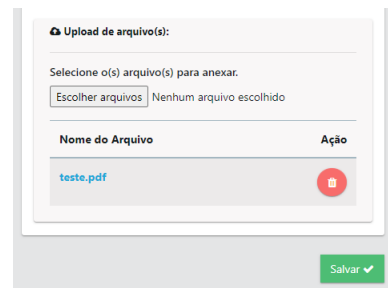 Upload de arquivo(s):
Selecione o(s) arquivo(s) para anexar.
Escolher arquivos Nenhum arquivo escolhido
Nome do Arquivo Ação
teste.pdf
Salvar